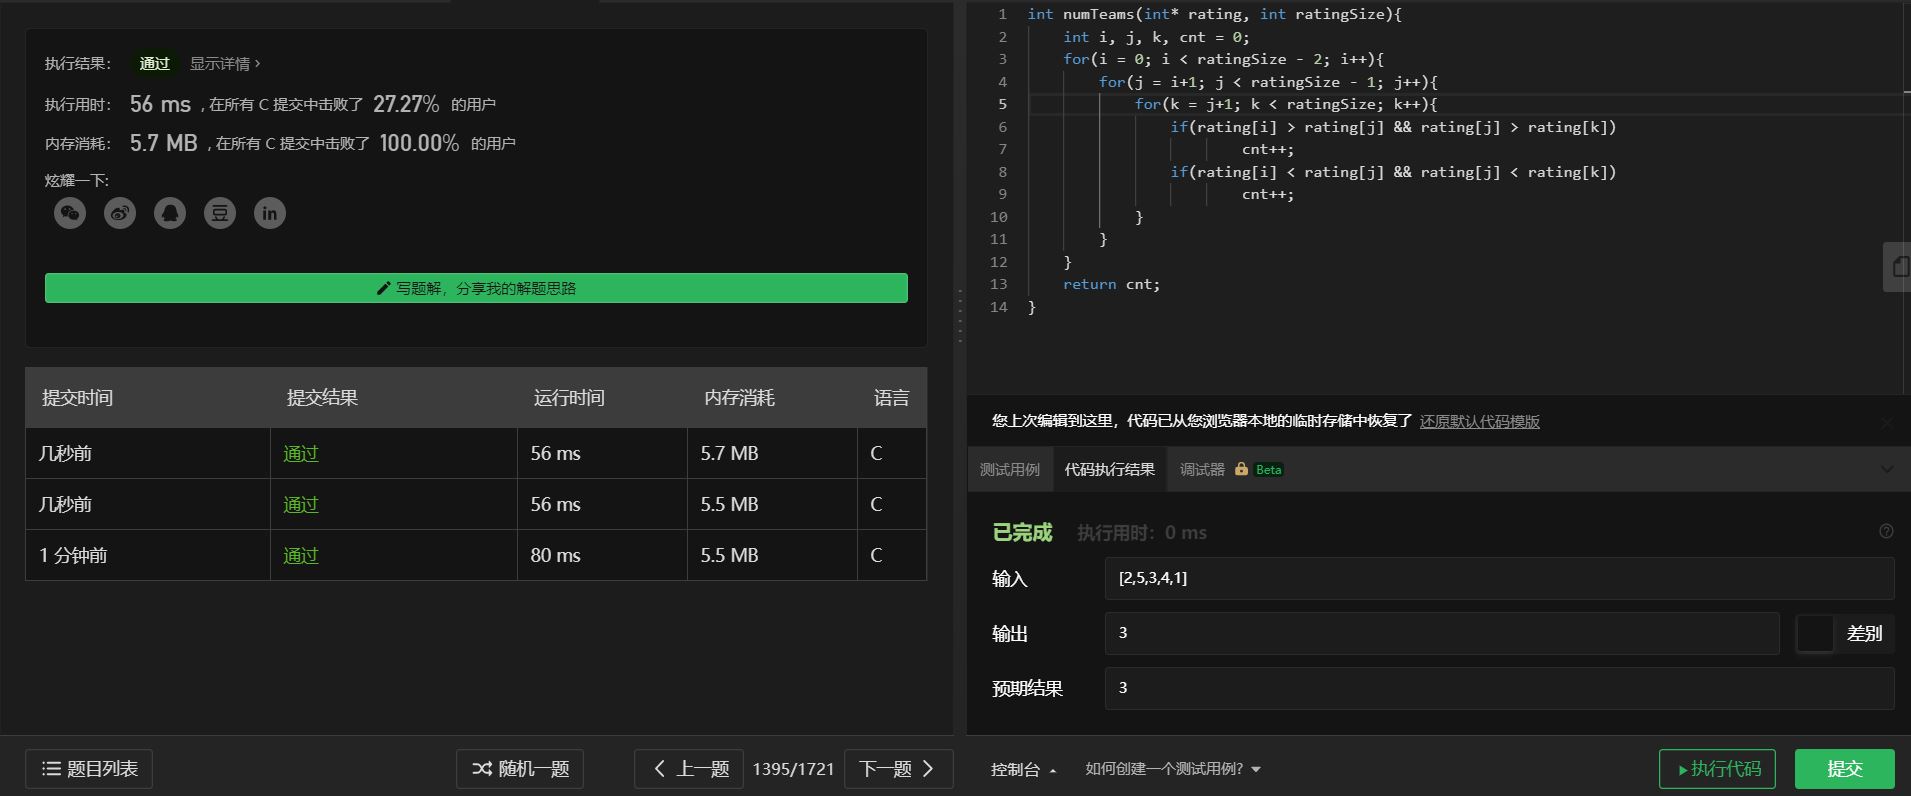 执行结果： 通过 显示详情 ›
执行用时： 56 ms ，在所有 C 提交中击败了 27.27% 的用户
内存消耗： 5.7 MB ，在所有 C 提交中击败了 100.00% 的用户
炫耀一下:
写题解，分享我的解题思路
提交时间 提交结果 运行时间 内存消耗 语言
几秒前 通过 56 ms 5.7 MB C
几秒前 通过 56 ms 5.5 MB C
1 分钟前 通过 80 ms 5.5 MB C
题目列表 随机一题 上一题 1395/1721 下一题
1 int numTeams(int* rating, int ratingSize){
2 int i, j, k, cnt = 0;
3 for(i = 0; i < ratingSize - 2; i++){
4 for(j = i+1; j < ratingSize - 1; j++){
5 for(k = j+1; k < ratingSize; k++){
6 if(rating[i] > rating[j] && rating[j] > rating[k])
7 cnt++;
8 if(rating[i] < rating[j] && rating[j] < rating[k])
9 cnt++;
10 }
11 }
12 }
13 return cnt;
14 }
您上次编辑到这里，代码已从您浏览器本地的临时存储中恢复了 还原默认代码模版
测试用例 代码执行结果 调试器 Beta
已完成 执行用时：0 ms
输入 [2,5,3,4,1]
输出 3 差别
预期结果 3
控制台 如何创建一个测试用例? 执行代码 提交